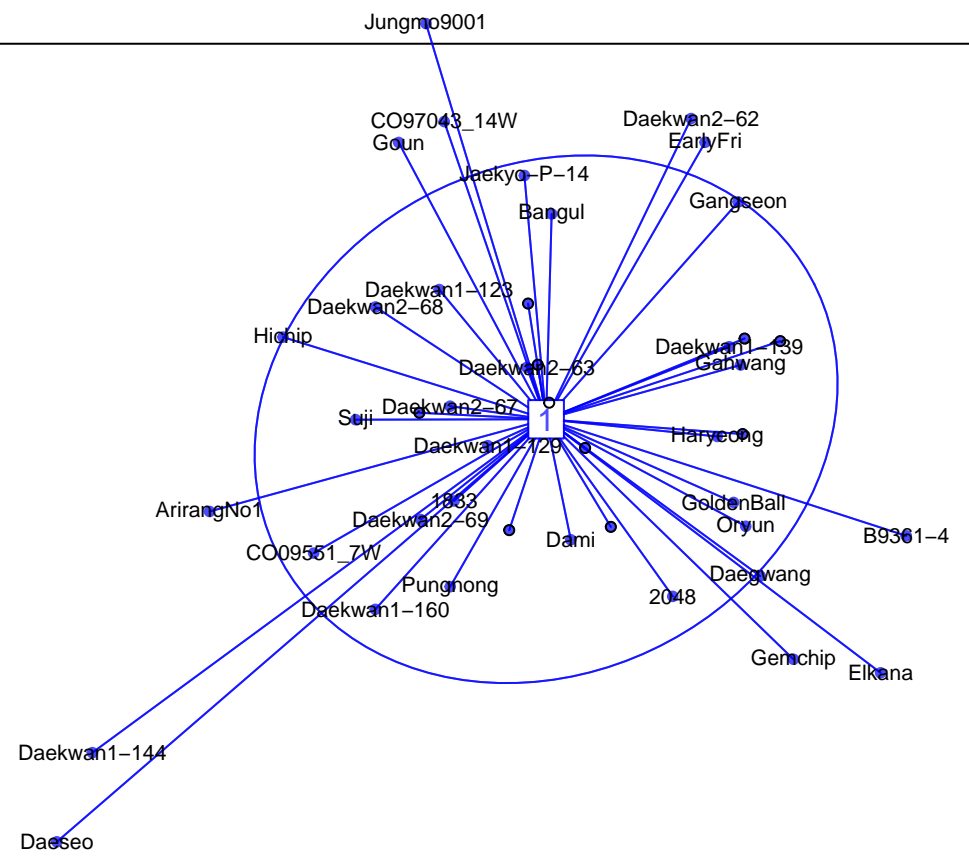 Jungmo9001
CO97043_14W
Daekwan2−62
Goun
EarlyFri
Jaekyo−P−14
Gangseon
Bangul
Daekwan1−123
Daekwan2−68
Hichip
Daekwan1−139
Gahwang
Daekwan2−63
Daekwan2−67
Suji
1
Haryeong
Daekwan1−129
1833
GoldenBall
ArirangNo1
Daekwan2−69
Oryun
B9361−4
Dami
CO09551_7W
Daegwang
Pungnong
2048
Daekwan1−160
Gemchip
Elkana
Daekwan1−144
Daeseo